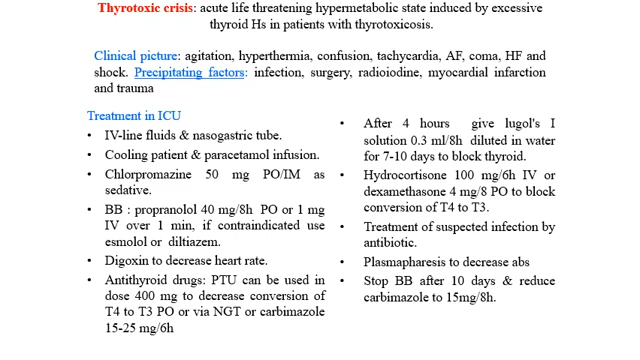 Thyrotoxic crisis: acute life threatening hypermetabolic state induced by excessive
thyroid Hs in patients with thyrotoxicosis.
Clinical picture: agitation, hyperthermia, confusion, tachycardia, AF, coma, HF and
shock. Precipitating factors: infection, surgery, radioiodine, myocardial infarction
and trauma
Treatment in ICU
• IV-line fluids & nasogastric tube.
• Cooling patient & paracetamol infusion.
• Chlorpromazine 50 mg PO/IM as
sedative.
• BB : propranolol 40 mg/8h PO or 1 mg
IV over 1 min, if contraindicated use
esmolol or diltiazem.
• Digoxin to decrease heart rate.
• Antithyroid drugs: PTU can be used in
dose 400 mg to decrease conversion of
T4 to T3 PO or via NGT or carbimazole
15-25 mg/6h
• After 4 hours give lugol's I
solution 0.3 ml/8h diluted in water
for 7-10 days to block thyroid.
• Hydrocortisone 100 mg/6h IV or
dexamethasone 4 mg/8 PO to block
conversion of T4 to T3.
• Treatment of suspected infection by
antibiotic.
• Plasmapharesis to decrease abs
• Stop BB after 10 days & reduce
carbimazole to 15mg/8h.